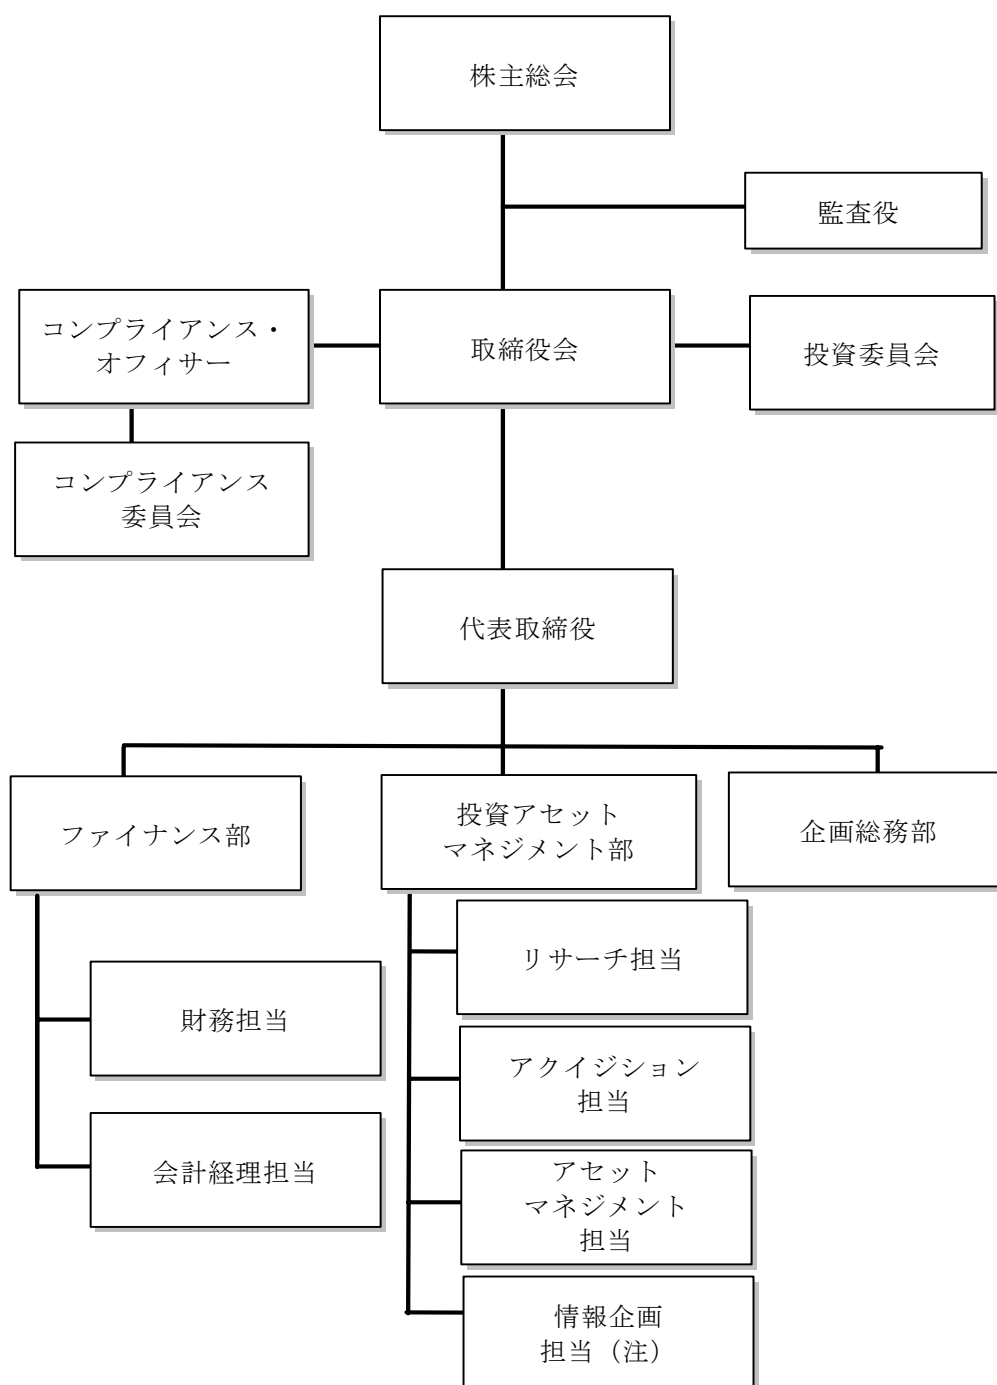 株主総会
監査役
コンプライアンス・
オフィサー
取締役会
投資委員会
コンプライアンス
委員会
代表取締役
ファイナンス部
投資アセット
マネジメント部
企画総務部
リサーチ担当
財務担当
アクイジション
担当
会計経理担当
アセット
マネジメント
担当
情報企画
担当（注）